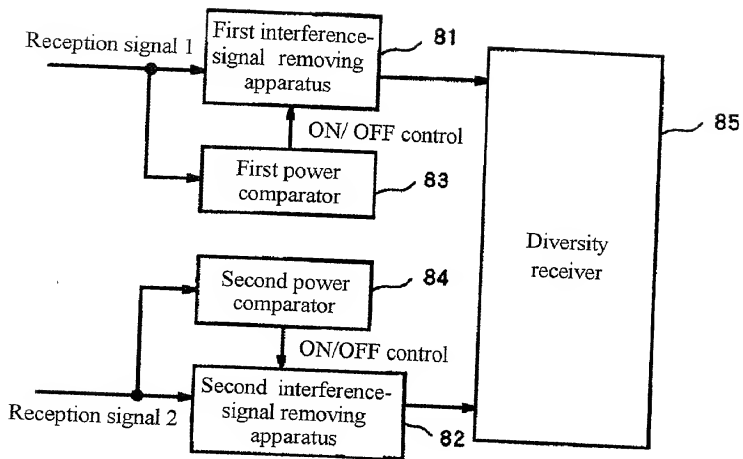 Reception signal 1
First interference-
signal removing
apparatus
81
ON/ OFF control
First power
comparator
83
85
Diversity
receiver
Second power
comparator
84
ON/OFF control
Reception signal 2
Second interference-
signal removing
apparatus
82